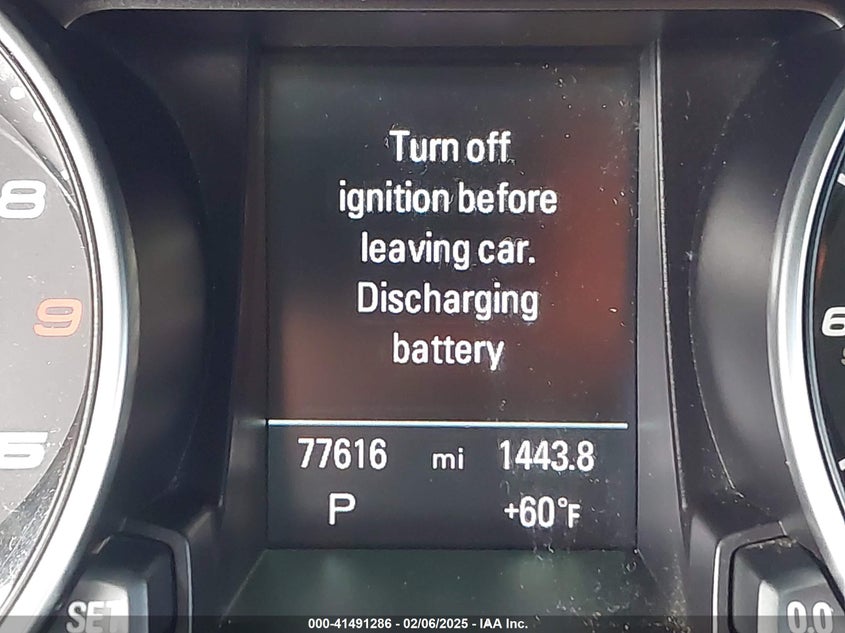 Turn off
ignition before
leaving car.
Discharging
battery
77616 mi 1443.8
P +60°F
8
9
6
SET
0.0
000-41491286 - 02/06/2025 - IAA Inc.